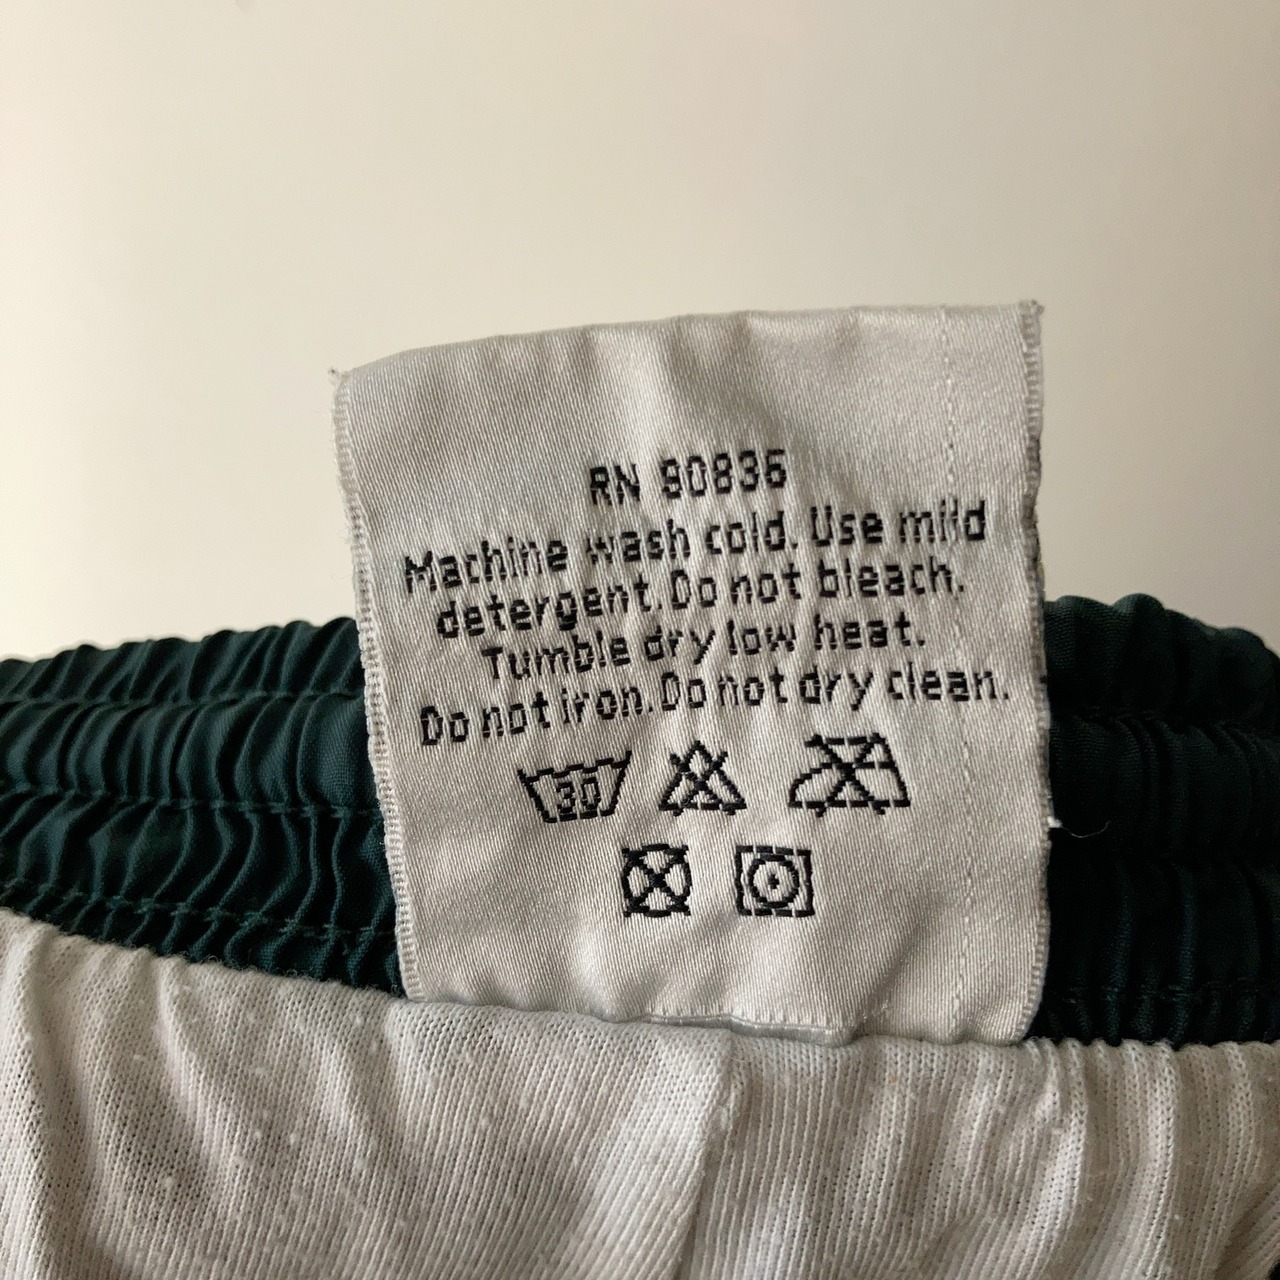 RN 90836
Machine wash cold. Use mild
detergent. Do not bleach.
Tumble dry low heat.
Do not iron. Do not dry clean.
30